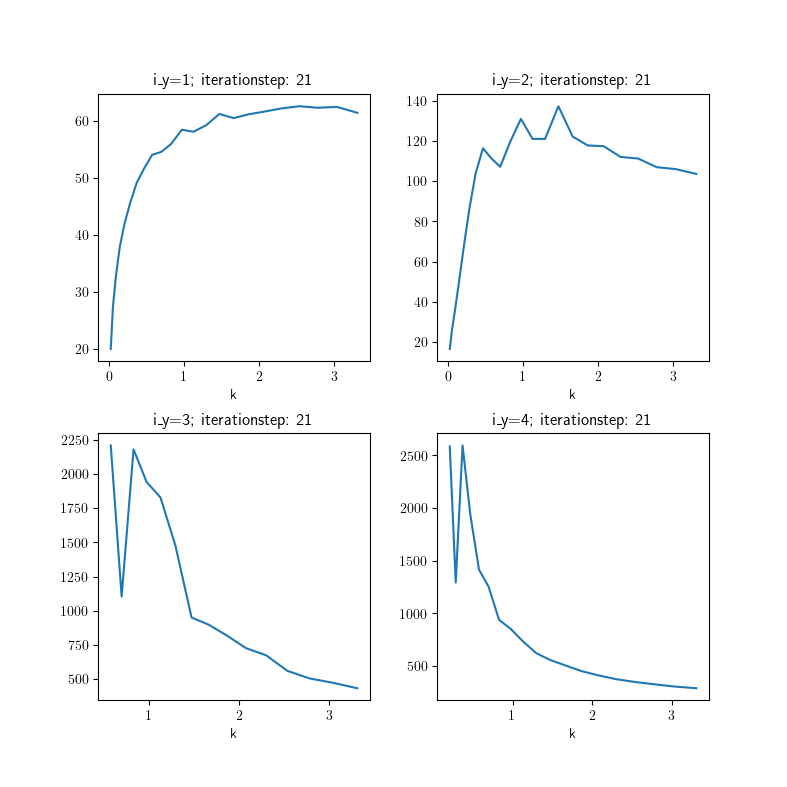 i_y=1; iterationstep: 21
60
50
40
30
20
0 1 2 3
k
i_y=2; iterationstep: 21
140
120
100
80
60
40
20
0 1 2 3
k
i_y=3; iterationstep: 21
2250
2000
1750
1500
1250
1000
750
500
1 2 3
k
i_y=4; iterationstep: 21
2500
2000
1500
1000
500
1 2 3
k